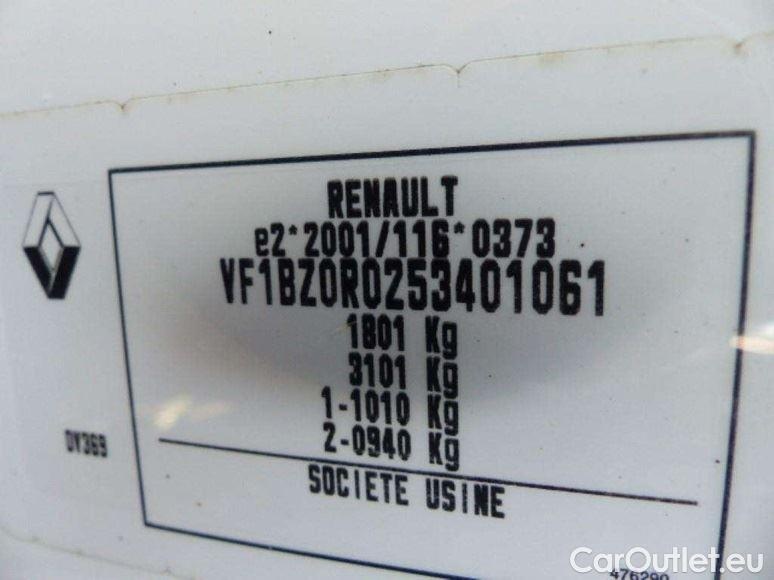 RENAULT
e2*2001/116*0373
VF1BZ0R0253401061
1801 Kg
3101 Kg
1-1010 Kg
2-0940 Kg
SOCIETE USINE
OV369
476290
CarOutlet.eu